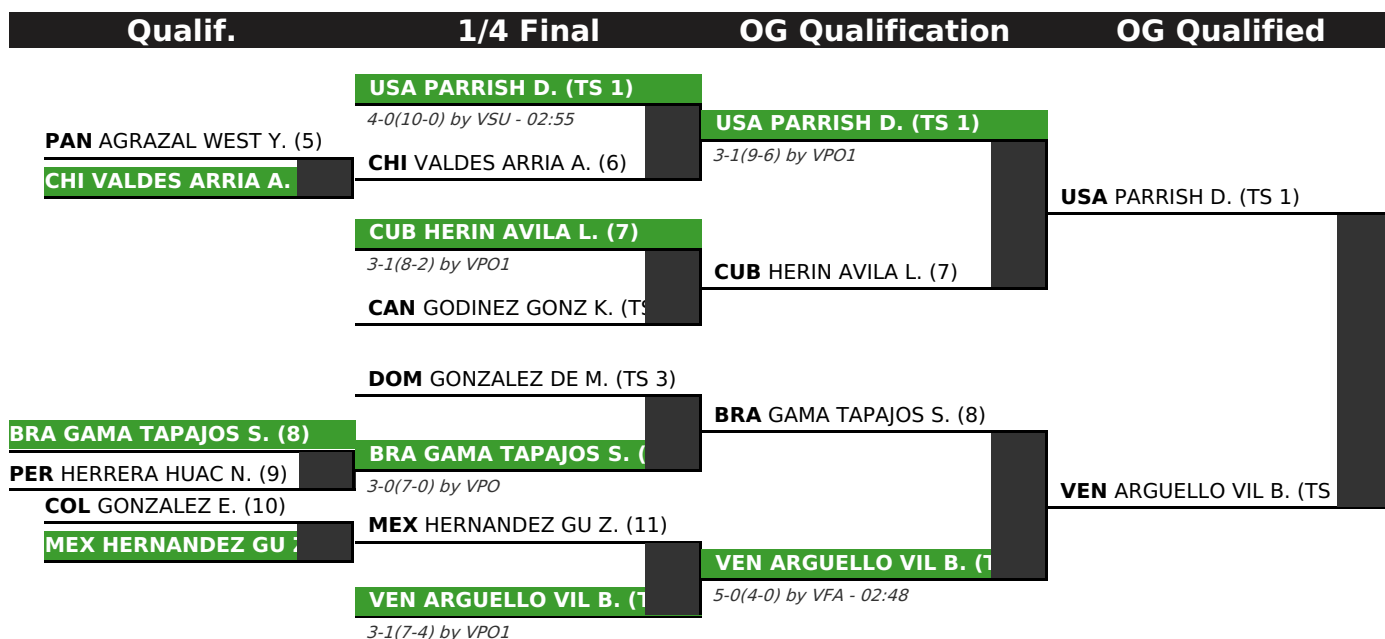 Qualif.
1/4 Final
OG Qualification
OG Qualified
PAN AGRAZAL WEST Y. (5)
CHI VALDES ARRIA A.
BRA GAMA TAPAJOS S. (8)
PER HERRERA HUAC N. (9)
COL GONZALEZ E. (10)
MEX HERNANDEZ GU
USA PARRISH D. (TS 1)
4-0(10-0) by VSU - 02:55
CHI VALDES ARRIA A. (6)
CUB HERIN AVILA L. (7)
3-1(8-2) by VPO1
CAN GODINEZ GONZ K. (TS
DOM GONZALEZ DE M. (TS 3)
BRA GAMA TAPAJOS S. (
3-0(7-0) by VPO
MEX HERNANDEZ GU Z. (11)
VEN ARGUELLO VIL B. (T
3-1(7-4) by VPO1
USA PARRISH D. (TS 1)
3-1(9-6) by VPO1
CUB HERIN AVILA L. (7)
BRA GAMA TAPAJOS S. (8)
VEN ARGUELLO VIL B. (T
5-0(4-0) by VFA - 02:48
USA PARRISH D. (TS 1)
VEN ARGUELLO VIL B. (TS